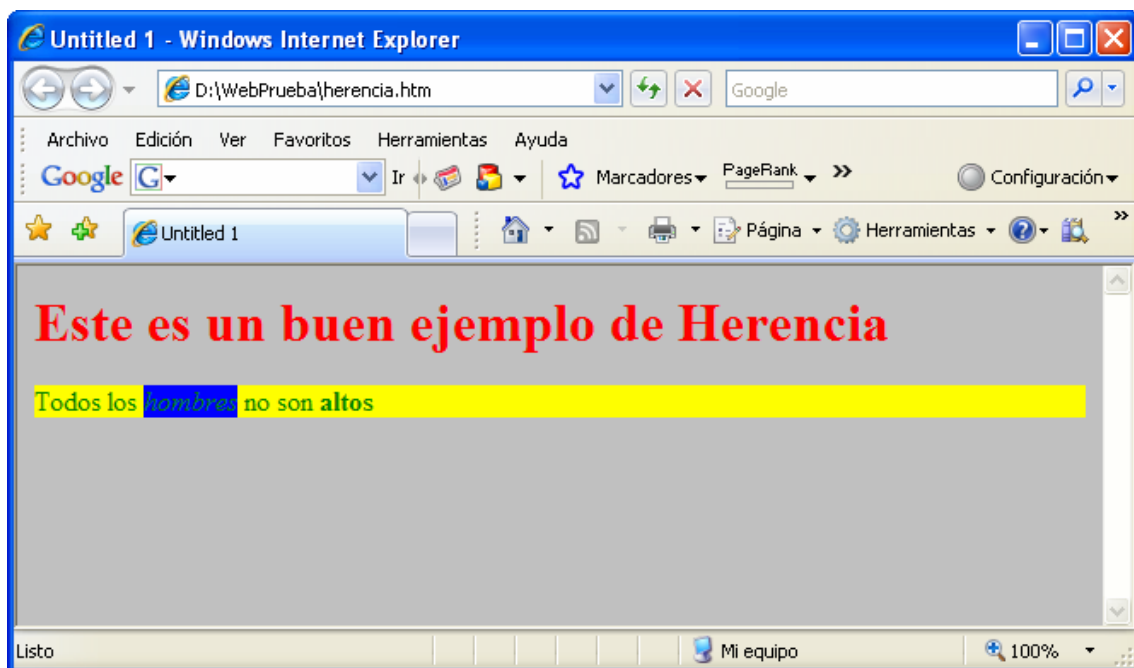 Untitled 1 - Windows Internet Explorer
D:\WebPrueba\herencia.htm Google
Archivo Edición Ver Favoritos Herramientas Ayuda
Google G Ir Marcadores PageRank » Configuración
Untitled 1 Página Herramientas »
Este es un buen ejemplo de Herencia
Todos los hombres no son altos
Listo Mi equipo 100%